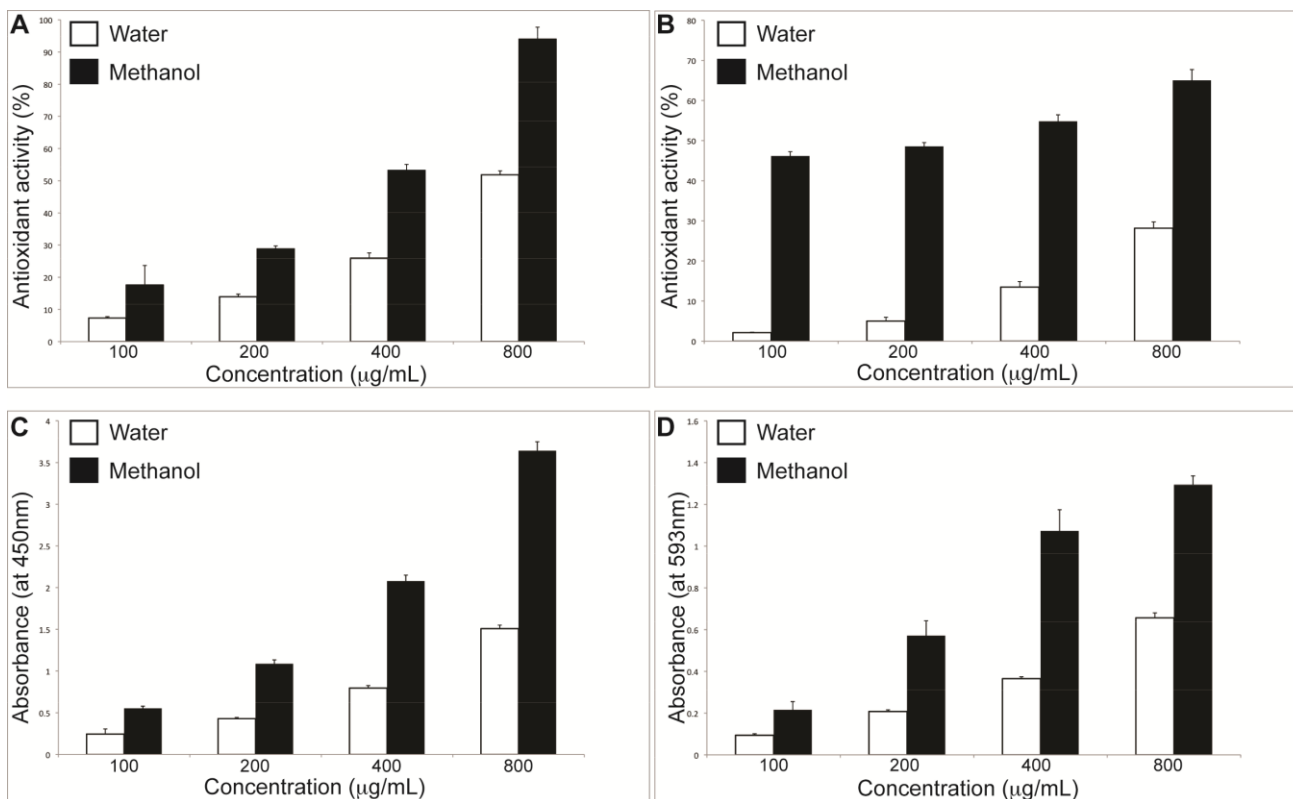 A
Water
Methanol
Antioxidant activity (%)
100
90
80
70
60
50
40
30
20
10
0
100 200 400 800
Concentration (μg/mL)
B
Water
Methanol
Antioxidant activity (%)
80
70
60
50
40
30
20
10
0
100 200 400 800
Concentration (μg/mL)
C
Water
Methanol
Absorbance (at 450nm)
4
3.5
3
2.5
2
1.5
1
0.5
0
100 200 400 800
Concentration (μg/mL)
D
Water
Methanol
Absorbance (at 593nm)
1.6
1.4
1.2
1
0.8
0.6
0.4
0.2
0
100 200 400 800
Concentration (μg/mL)